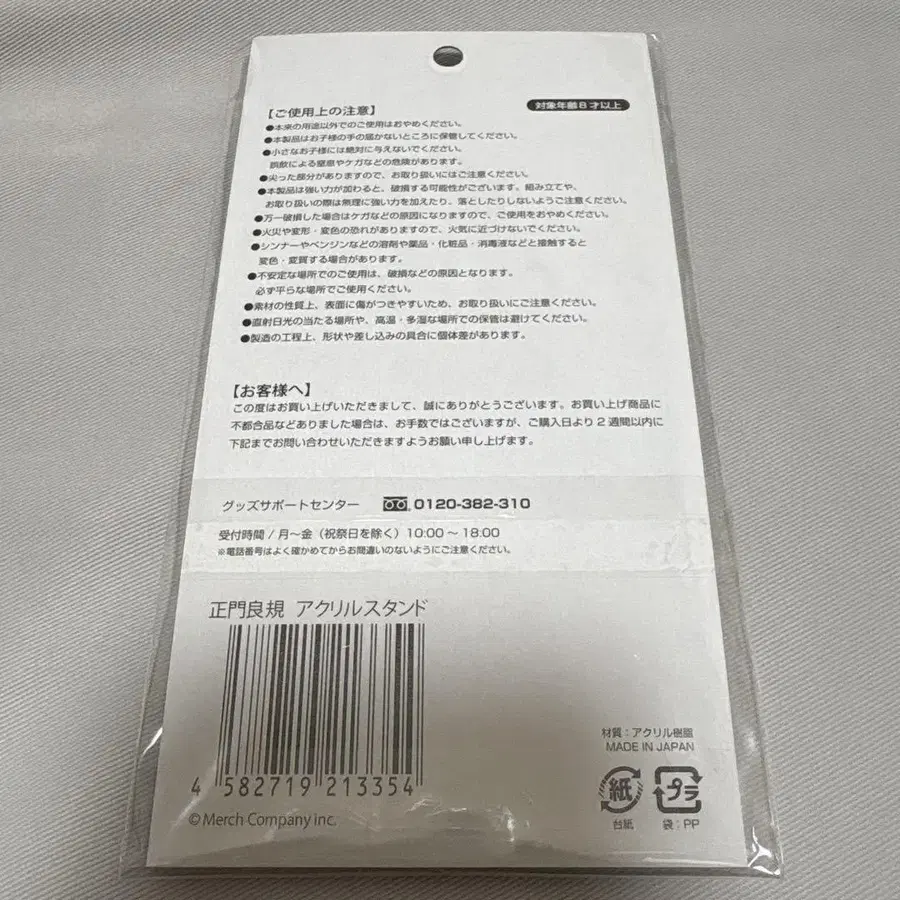 対象年齢8才以上
【ご使用上の注意】
●本来の用途以外でのご使用はおやめください。
●本製品はお子様の手の届かないところに保管してください。
●小さなお子様には絶対に与えないでください。
誤飲による窒息やケガなどの危険があります。
●尖った部分がありますので、お取り扱いにはご注意ください。
●本製品は強い力が加わると、破損する可能性がございます。組み立てや、
お取り扱いの際は無理に強い力を加えたり、落としたりしないようご注意ください。
●万一破損した場合はケガなどの原因になりますので、ご使用をおやめください。
●火災や変形・変色の恐れがありますので、火気に近づけないでください。
●シンナーやベンジンなどの溶剤や薬品・化粧品・消毒液などと接触すると
変色・変質する場合があります。
●不安定な場所でのご使用は、破損などの原因となります。
必ず平らな場所でご使用ください。
●素材の性質上、表面に傷がつきやすいため、お取り扱いにご注意ください。
●直射日光の当たる場所や、高温・多湿な場所での保管は避けてください。
●製造の工程上、形状や差し込みの具合に個体差があります。
【お客様へ】
この度はお買い上げいただきまして、誠にありがとうございます。お買い上げ商品に
不都合品などありました場合は、お手数ではございますが、ご購入日より2週間以内に
下記までお問い合わせいただきますようお願い申し上げます。
グッズサポートセンター 0120-382-310
受付時間/月～金（祝祭日を除く）10:00～18:00
※電話番号はよく確かめてからお間違いのないようにご注意ください。
正門良規 アクリルスタンド
4 582719 213354
© Merch Company inc.
材質：アクリル樹脂
MADE IN JAPAN
紙 プラ
台紙 袋：PP